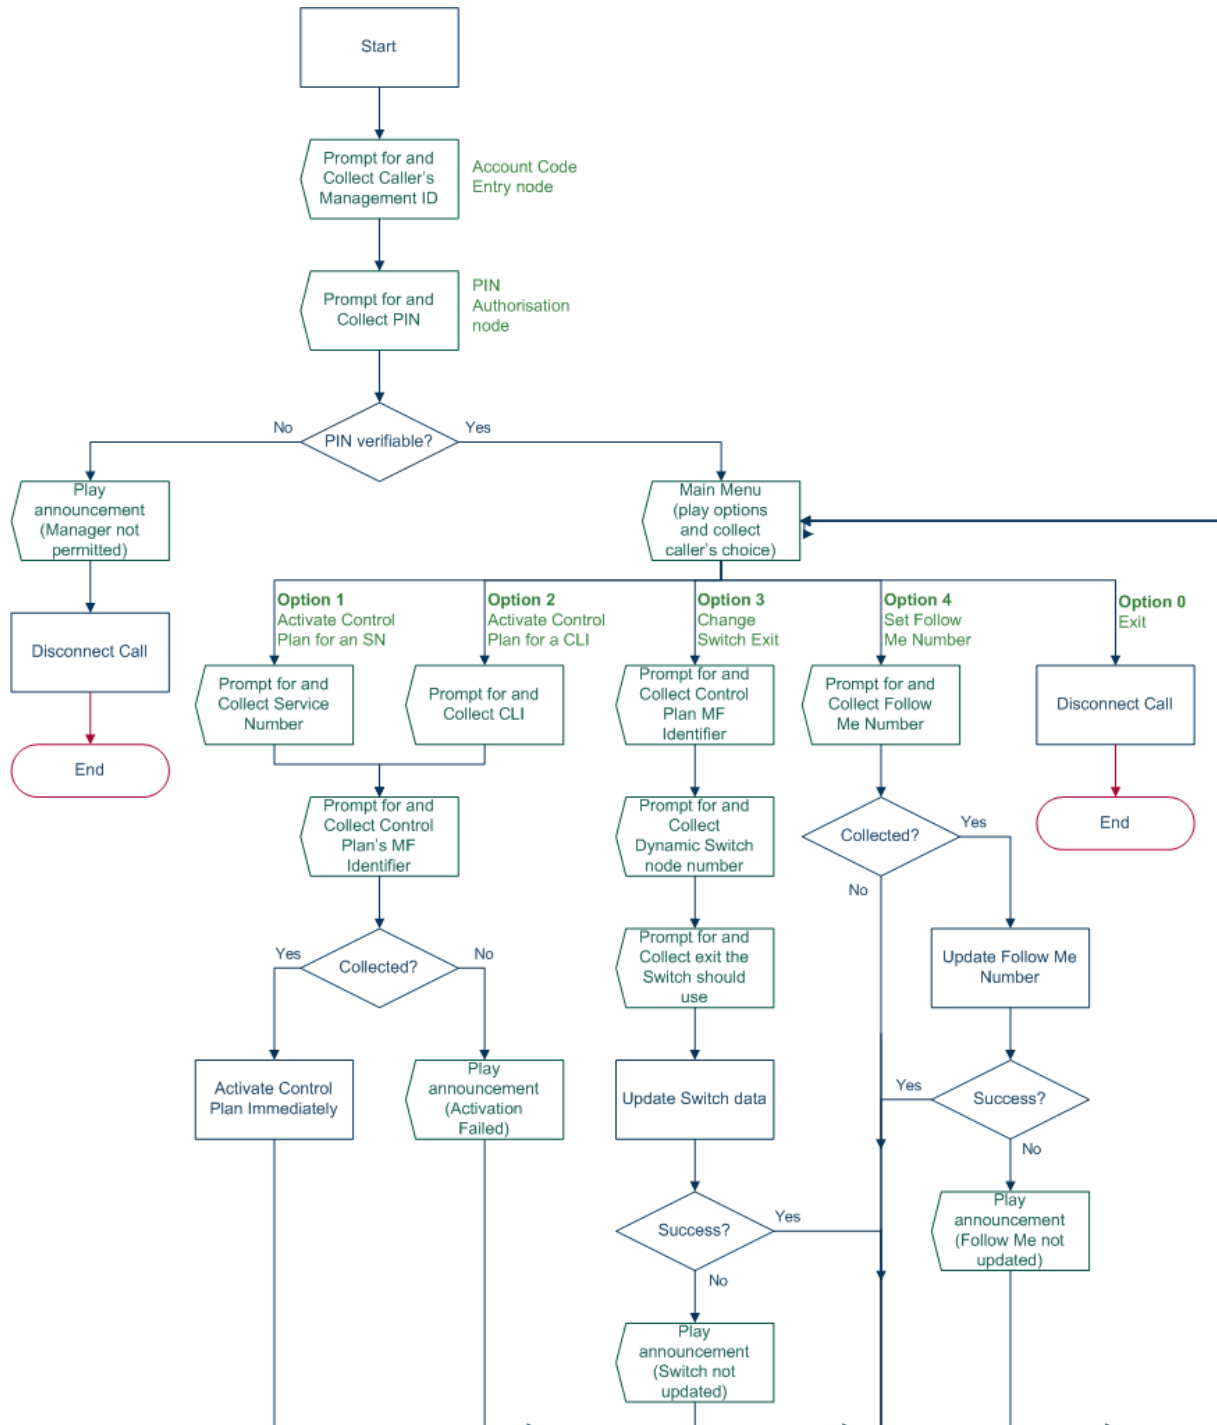 Start
Prompt for and
Collect Caller's
Management ID
Account Code
Entry node
Prompt for and
Collect PIN
PIN
Authorisation
node
No
PIN verifiable?
Yes
Play
announcement
(Manager not
permitted)
Main Menu
(play options
and collect
caller's choice)
Disconnect Call
End
Option 1
Activate Control
Plan for an SN
Option 2
Activate Control
Plan for a CLI
Option 3
Change
Switch Exit
Option 4
Set Follow
Me Number
Option 0
Exit
Prompt for and
Collect Service
Number
Prompt for and
Collect CLI
Prompt for and
Collect Control
Plan MF
Identifier
Prompt for and
Collect Follow
Me Number
Disconnect Call
End
Prompt for and
Collect Control
Plan's MF
Identifier
Prompt for and
Collect
Dynamic Switch
node number
Collected?
Yes
No
Yes
Collected?
No
Prompt for and
Collect exit the
Switch should
use
Update Follow Me
Number
Activate Control
Plan Immediately
Play
announcement
(Activation
Failed)
Update Switch data
Yes
Success?
No
Success?
Yes
No
Play
announcement
(Follow Me not
updated)
Play
announcement
(Switch not
updated)